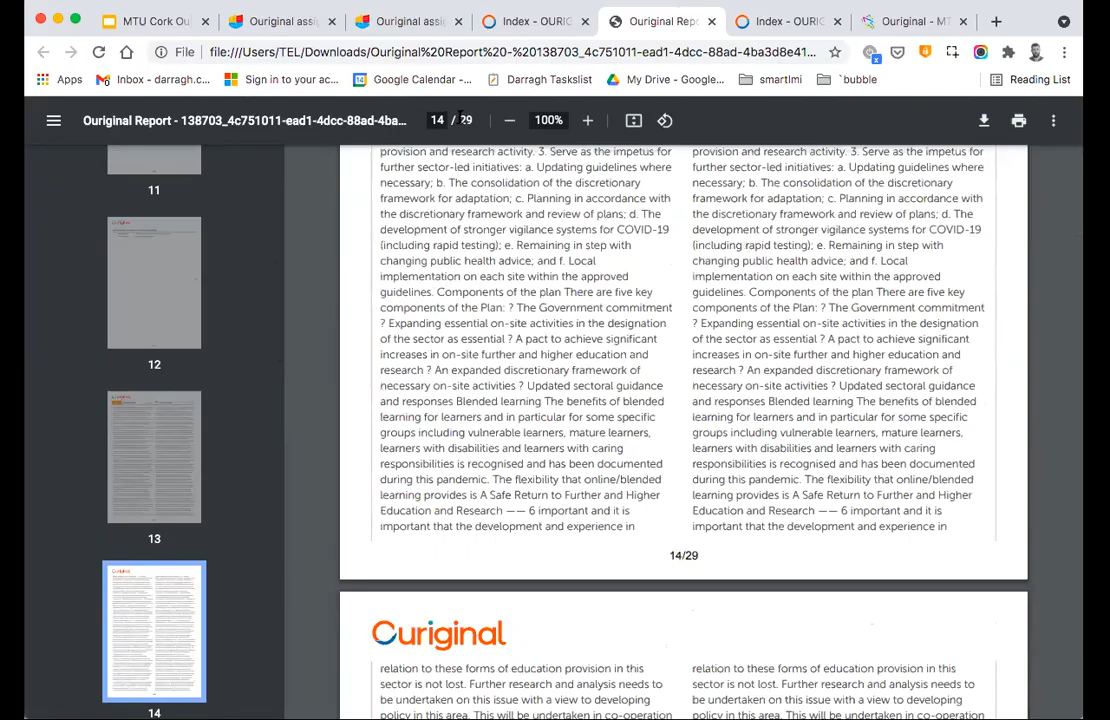 MTU Cork Ou
Ouriginal assig
Ouriginal assig
Index - OURIG
Ouriginal Repo
Index - OURIG
Ouriginal - MT
File file:///Users/TEL/Downloads/Ouriginal%20Report%20-%20138703_4c751011-ead1-4dcc-88ad-4ba3d8e41...
Apps
Inbox - darragh.c...
Sign in to your ac...
Google Calendar -...
Darragh Tasklist
My Drive - Google...
smartlmi
`bubble
Reading List
Ouriginal Report - 138703_4c751011-ead1-4dcc-88ad-4ba...
14 / 29
100%
11
12
13
14
provision and research activity. 3. Serve as the impetus for
further sector-led initiatives: a. Updating guidelines where
necessary; b. The consolidation of the discretionary
framework for adaptation; c. Planning in accordance with
the discretionary framework and review of plans; d. The
development of stronger vigilance systems for COVID-19
(including rapid testing); e. Remaining in step with
changing public health advice; and f. Local
implementation on each site within the approved
guidelines. Components of the plan There are five key
components of the Plan: ? The Government commitment
? Expanding essential on-site activities in the designation
of the sector as essential ? A pact to achieve significant
increases in on-site further and higher education and
research ? An expanded discretionary framework of
necessary on-site activities ? Updated sectoral guidance
and responses Blended learning The benefits of blended
learning for learners and in particular for some specific
groups including vulnerable learners, mature learners,
learners with disabilities and learners with caring
responsibilities is recognised and has been documented
during this pandemic. The flexibility that online/blended
learning provides is A Safe Return to Further and Higher
Education and Research —— 6 important and it is
important that the development and experience in
provision and research activity. 3. Serve as the impetus for
further sector-led initiatives: a. Updating guidelines where
necessary; b. The consolidation of the discretionary
framework for adaptation; c. Planning in accordance with
the discretionary framework and review of plans; d. The
development of stronger vigilance systems for COVID-19
(including rapid testing); e. Remaining in step with
changing public health advice; and f. Local
implementation on each site within the approved
guidelines. Components of the plan There are five key
components of the Plan: ? The Government commitment
? Expanding essential on-site activities in the designation
of the sector as essential ? A pact to achieve significant
increases in on-site further and higher education and
research ? An expanded discretionary framework of
necessary on-site activities ? Updated sectoral guidance
and responses Blended learning The benefits of blended
learning for learners and in particular for some specific
groups including vulnerable learners, mature learners,
learners with disabilities and learners with caring
responsibilities is recognised and has been documented
during this pandemic. The flexibility that online/blended
learning provides is A Safe Return to Further and Higher
Education and Research —— 6 important and it is
important that the development and experience in
14/29
Ouriginal
relation to these forms of education provision in this
sector is not lost. Further research and analysis needs to
be undertaken on this issue with a view to developing
policy in this area. This will be undertaken in co-operation
relation to these forms of education provision in this
sector is not lost. Further research and analysis needs to
be undertaken on this issue with a view to developing
policy in this area. This will be undertaken in co-operation